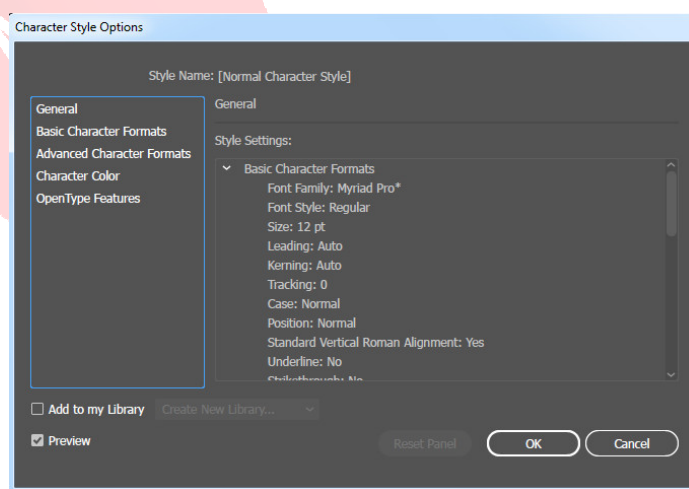 Character Style Options
Style Name: [Normal Character Style]
General
Basic Character Formats
Advanced Character Formats
Character Color
OpenType Features
General
Style Settings:
Basic Character Formats
Font Family: Myriad Pro*
Font Style: Regular
Size: 12 pt
Leading: Auto
Kerning: Auto
Tracking: 0
Case: Normal
Position: Normal
Standard Vertical Roman Alignment: Yes
Underline: No
Strikethrough: No
Add to my Library Create New Library...
Preview
Reset Panel OK Cancel